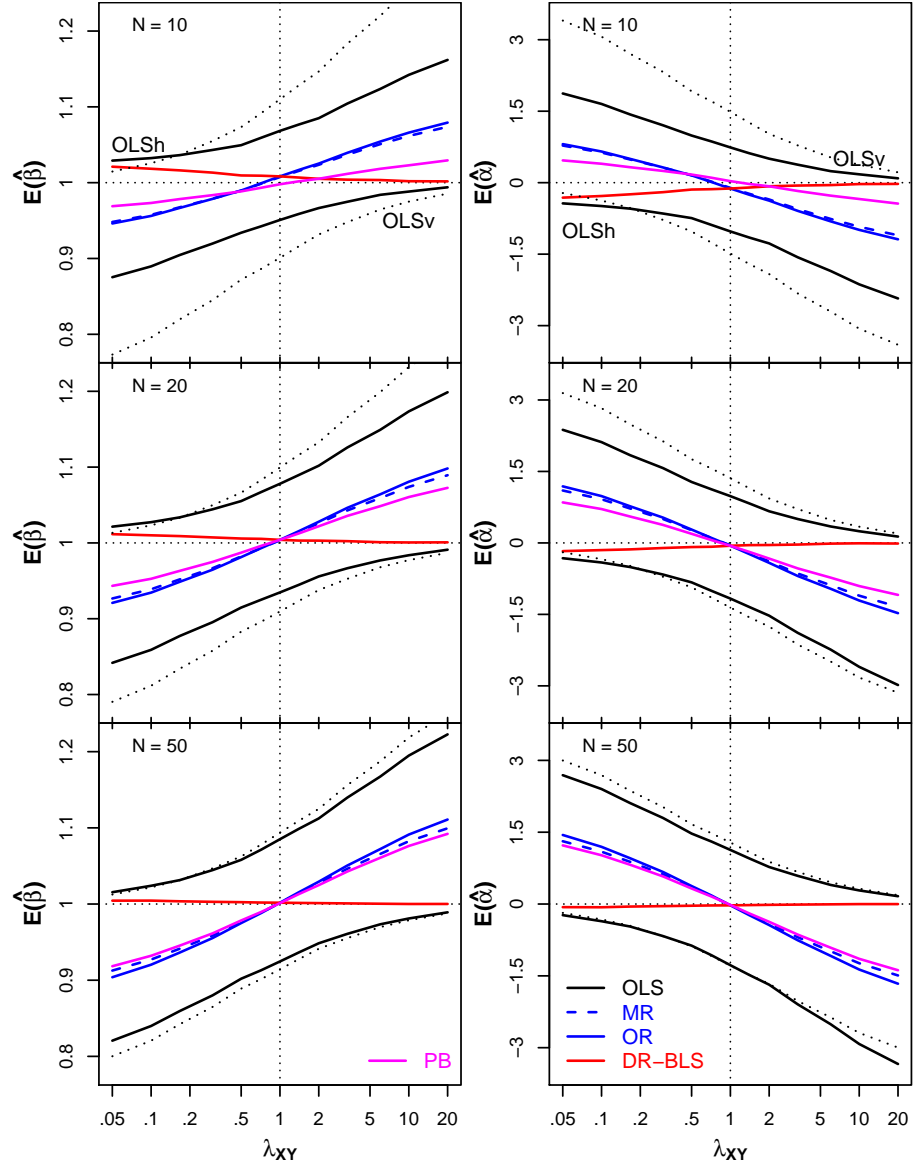 N = 10
E(β̂)
0.8 0.9 1 1.1 1.2
OLSh
OLSv
E(α̂)
−3 −1.5 0 1.5 3
OLSv
OLSh
N = 20
E(β̂)
0.8 0.9 1 1.1 1.2
N = 20
E(α̂)
−3 −1.5 0 1.5 3
N = 50
E(β̂)
0.8 0.9 1 1.1 1.2
PB
.05 .1 .2 .5 1 2 5 10 20
λXY
N = 50
E(α̂)
−3 −1.5 0 1.5 3
OLS
MR
OR
DR−BLS
.05 .1 .2 .5 1 2 5 10 20
λXY